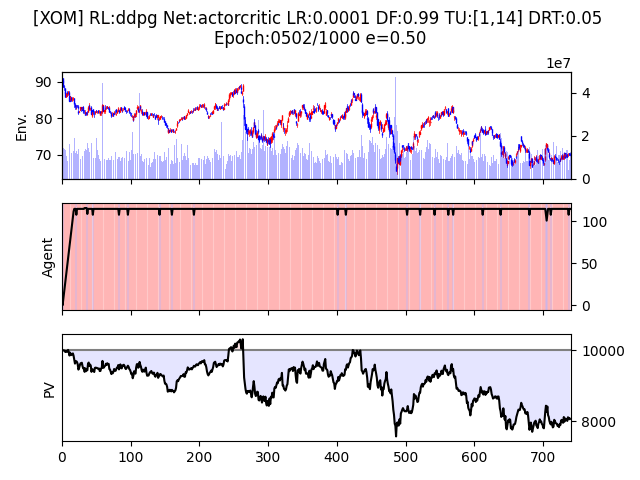 [XOM] RL:ddpg Net:actorcritic LR:0.0001 DF:0.99 TU:[1,14] DRT:0.05
Epoch:0502/1000 e=0.50
1e7
90
80
70
Env.
4
2
0
Agent
100
50
0
PV
10000
8000
0 100 200 300 400 500 600 700